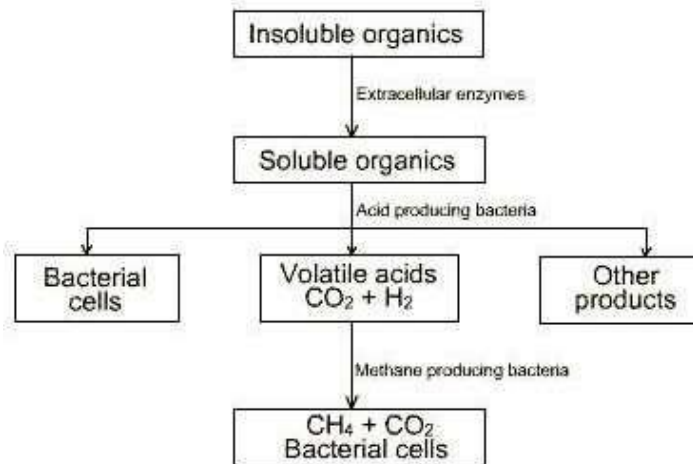 Insoluble organics
Extracellular enzymes
Soluble organics
Acid producing bacteria
Bacterial
cells
Volatile acids
CO₂ + H₂
Other
products
Methane producing bacteria
CH₄ + CO₂
Bacterial cells